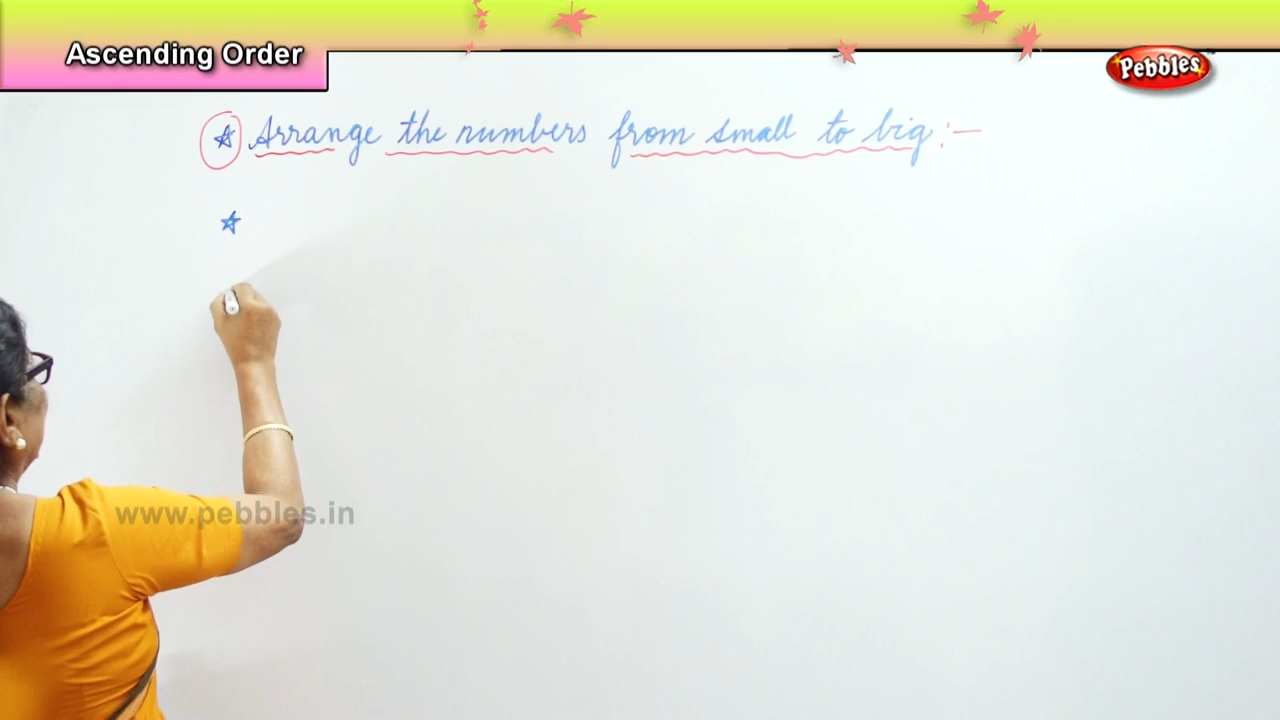 Ascending Order
Pebbles
Arrange the numbers from small to big :-
www.pebbles.in